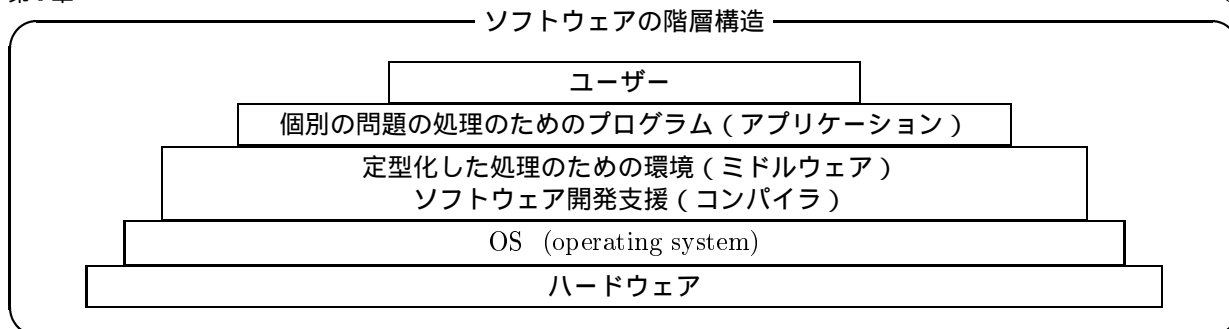 ソフトウェアの階層構造
ユーザー
個別の問題の処理のためのプログラム（アプリケーション）
定型化した処理のための環境（ミドルウェア）
ソフトウェア開発支援（コンパイラ）
OS (operating system)
ハードウェア